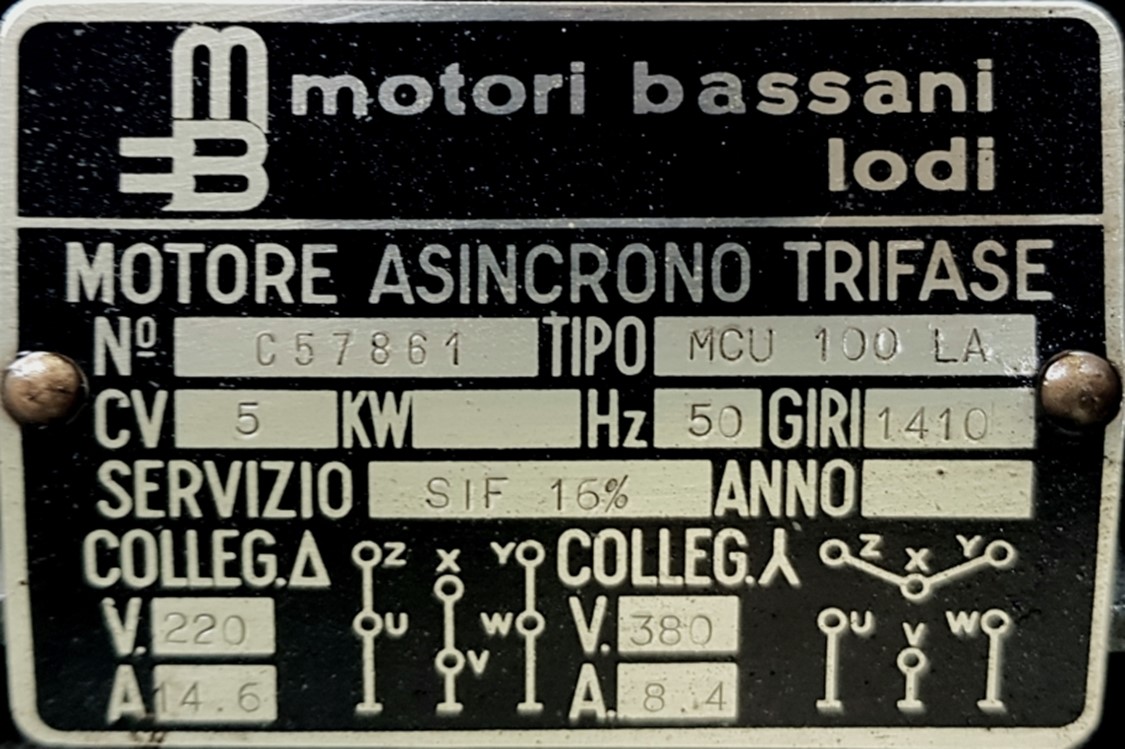 MB motori bassani
lodi
MOTORE ASINCRONO TRIFASE
Nº C57861 TIPO MCU 100 LA
CV 5 KW Hz 50 GIRI 1410
SERVIZIO SIF 16% ANNO
COLLEG.Δ Z X Y COLLEG.⅄ Z X Y
V. 220 U V W V. 380 U V W
A 14.6 A. 8.4